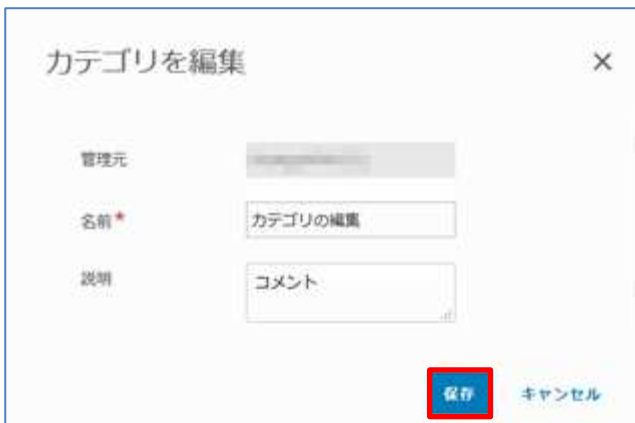 カテゴリを編集
管理元
名前*
カテゴリの編集
説明
コメント
保存 キャンセル